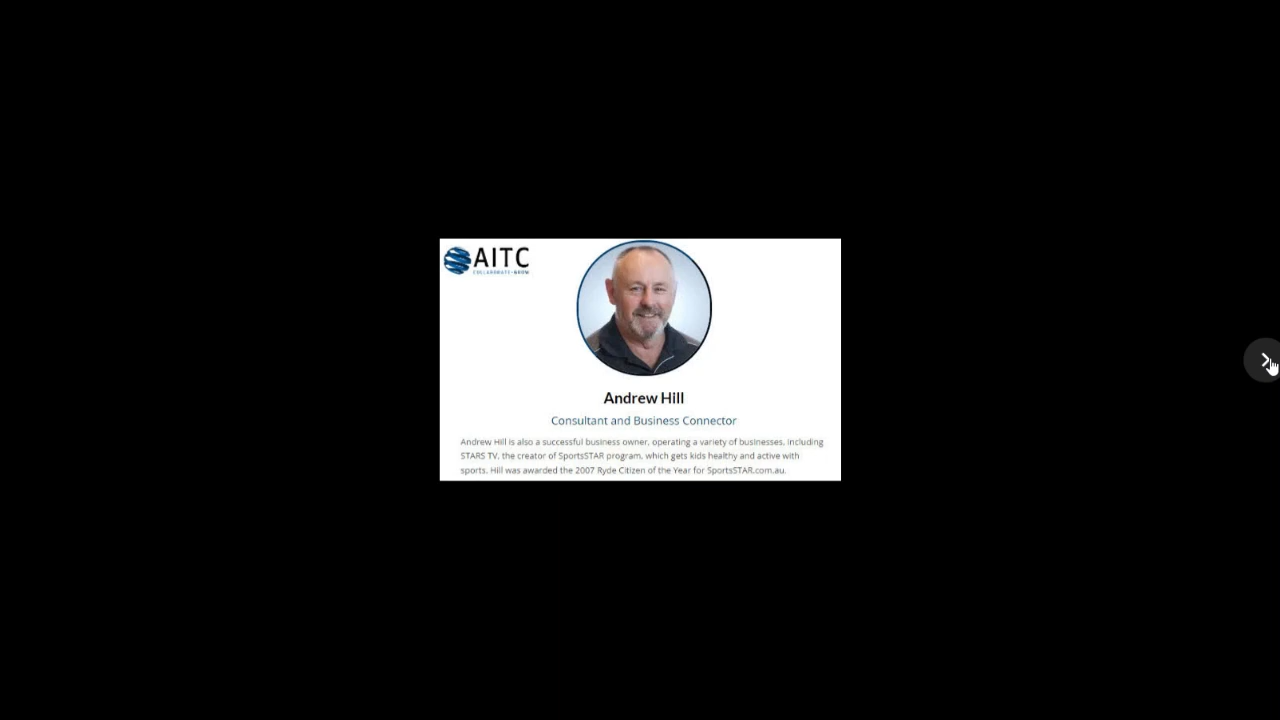 AITC
COLLABORATE-GROW
Andrew Hill
Consultant and Business Connector
Andrew Hill is also a successful business owner, operating a variety of businesses, including
STARS TV, the creator of SportsSTAR program, which gets kids healthy and active with
sports. Hill was awarded the 2007 Ryde Citizen of the Year for SportsSTAR.com.au.